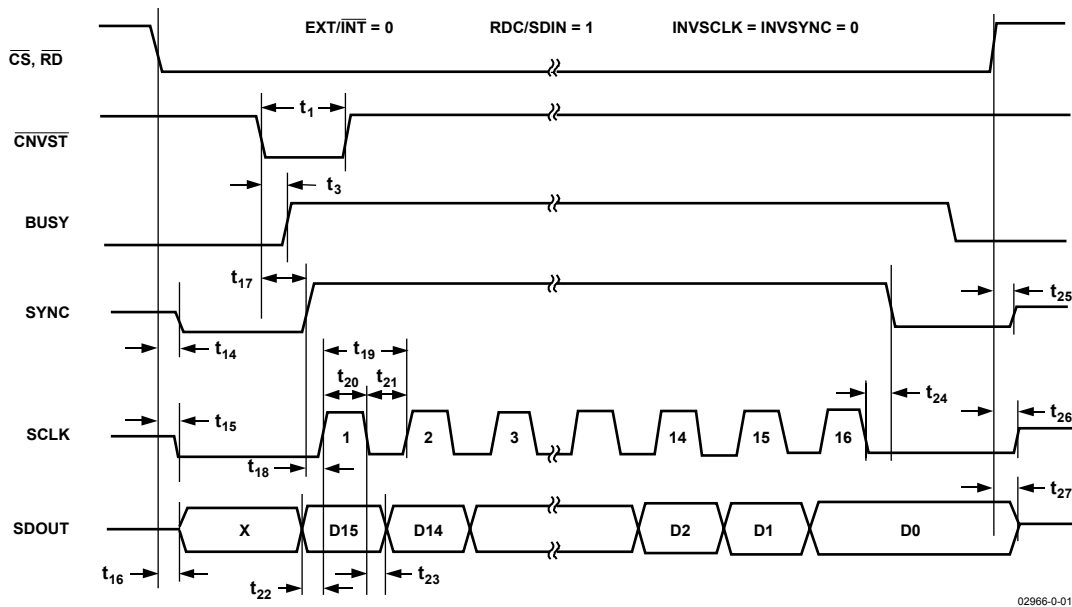 EXT/INT = 0 RDC/SDIN = 1 INVSCLK = INVSYNC = 0
CS, RD
t1
CNVST
t3
BUSY
t17
t25
SYNC
t14
t19
t20 t21
t24
t15
t26
SCLK
1 2 3 14 15 16
t18
t27
SDOUT
X D15 D14 D2 D1 D0
t16
t22
t23
02966-0-01